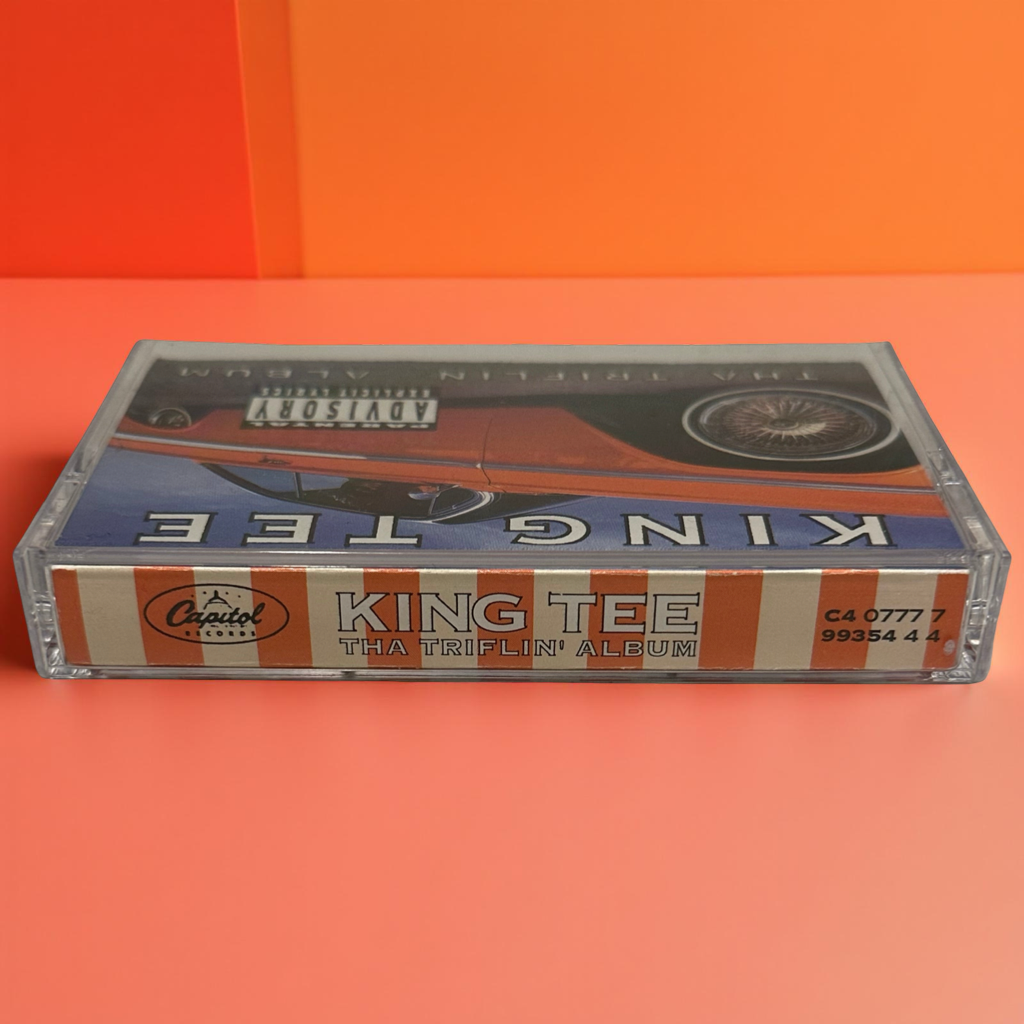 THA TRIFLIN ALBUM
PARENTAL
ADVISORY
EXPLICIT LYRICS
KING TEE
Capitol
RECORDS
KING TEE
THA TRIFLIN' ALBUM
C4 0777 7
99354 4 4